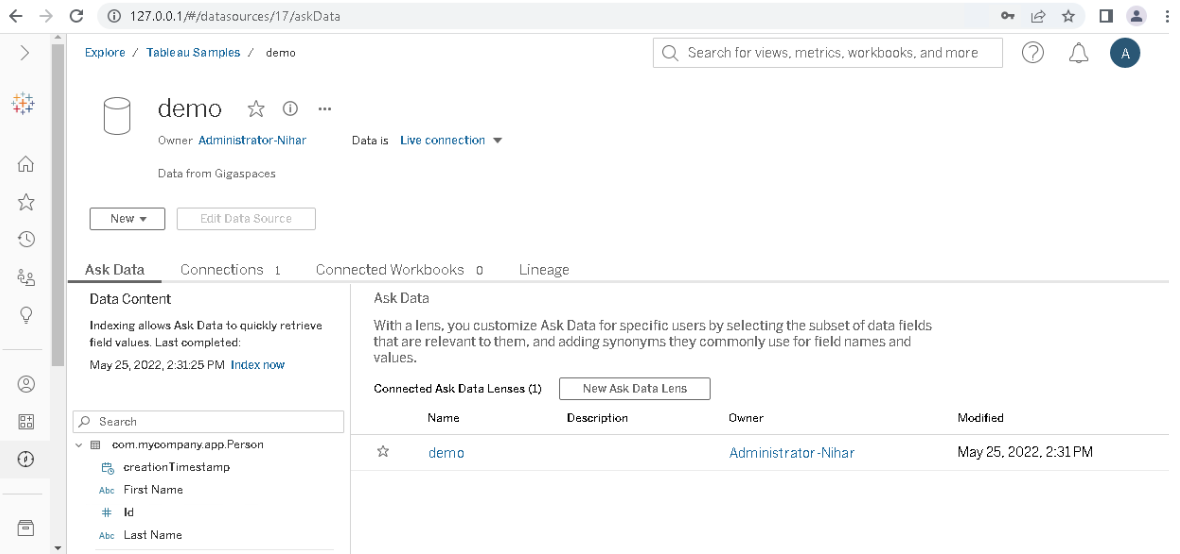 127.0.0.1/#/datasources/17/askData
Explore / Tableau Samples / demo
Search for views, metrics, workbooks, and more
A
demo
Owner Administrator-Nihar Data is Live connection
Data from Gigaspaces
New Edit Data Source
Ask Data Connections 1 Connected Workbooks 0 Lineage
Data Content
Indexing allows Ask Data to quickly retrieve
field values. Last completed:
May 25, 2022, 2:31:25 PM Index now
Search
com.mycompany.app.Person
creationTimestamp
Abc First Name
# Id
Abc Last Name
Ask Data
With a lens, you customize Ask Data for specific users by selecting the subset of data fields
that are relevant to them, and adding synonyms they commonly use for field names and
values.
Connected Ask Data Lenses (1) New Ask Data Lens
Name Description Owner Modified
demo Administrator-Nihar May 25, 2022, 2:31 PM